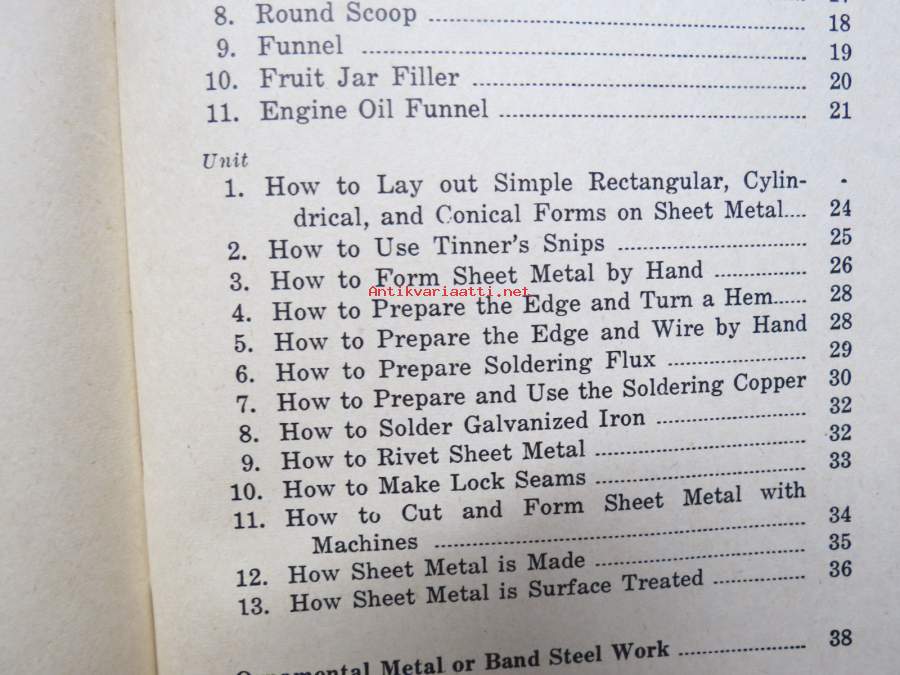 8. Round Scoop ........ 18
9. Funnel ........ 19
10. Fruit Jar Filler ........ 20
11. Engine Oil Funnel ........ 21
Unit
1. How to Lay out Simple Rectangular, Cylin-
drical, and Conical Forms on Sheet Metal.... 24
2. How to Use Tinner's Snips ........ 25
3. How to Form Sheet Metal by Hand ........ 26
Antikvariaatti.net
4. How to Prepare the Edge and Turn a Hem...... 28
5. How to Prepare the Edge and Wire by Hand 28
6. How to Prepare Soldering Flux ........ 29
7. How to Prepare and Use the Soldering Copper 30
8. How to Solder Galvanized Iron ........ 32
9. How to Rivet Sheet Metal ........ 32
10. How to Make Lock Seams ........ 33
11. How to Cut and Form Sheet Metal with
Machines ........ 34
12. How Sheet Metal is Made ........ 35
13. How Sheet Metal is Surface Treated ........ 36
Ornamental Metal or Band Steel Work ........ 38